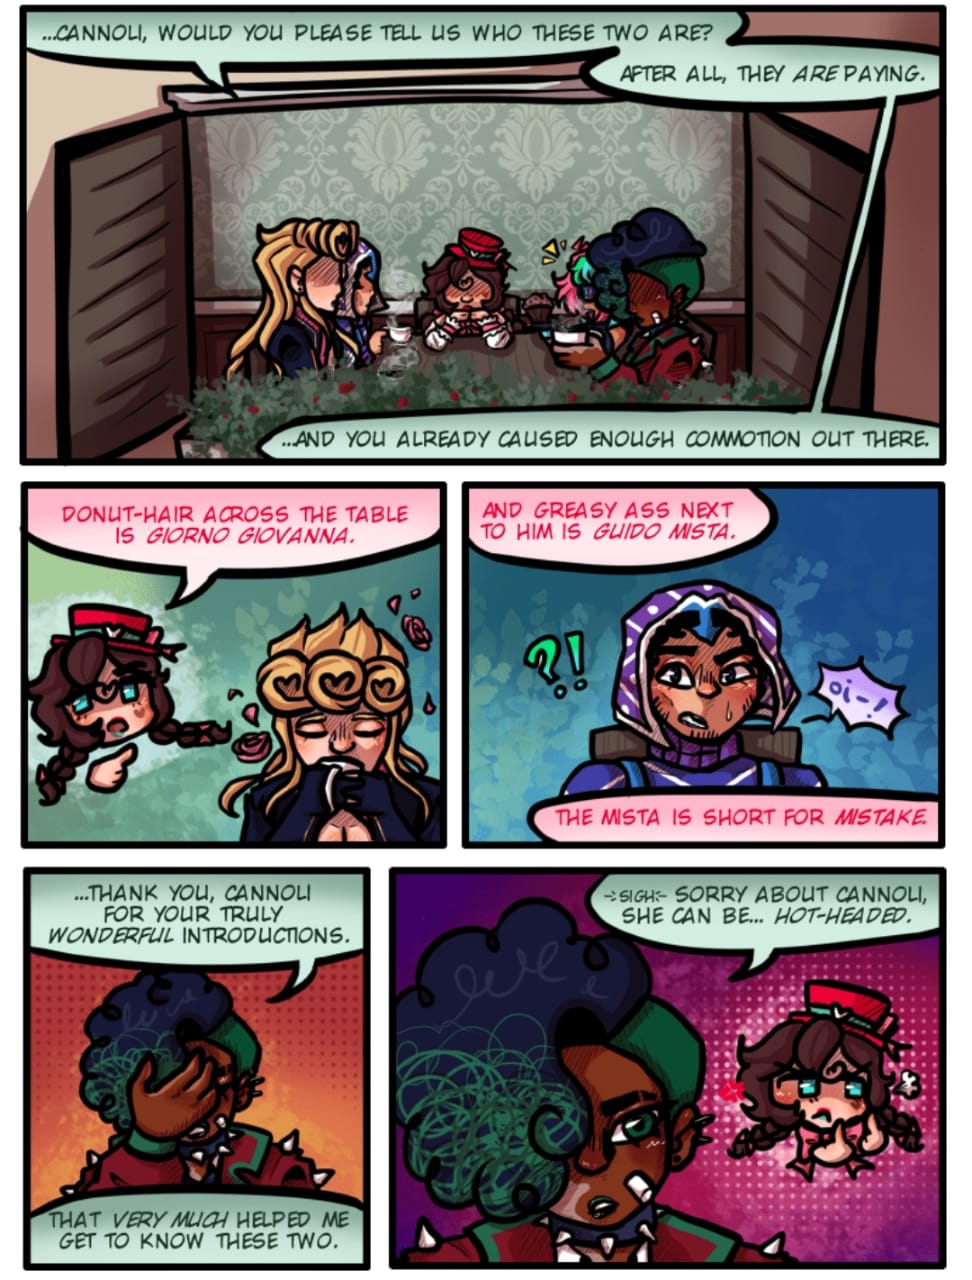 ...CANNOLI, WOULD YOU PLEASE TELL US WHO THESE TWO ARE?
AFTER ALL, THEY ARE PAYING.
...AND YOU ALREADY CAUSED ENOUGH COMMOTION OUT THERE.
DONUT-HAIR ACROSS THE TABLE
IS GIORNO GIOVANNA.
AND GREASY ASS NEXT
TO HIM IS GUIDO MISTA.
?!
OI-!
THE MISTA IS SHORT FOR MISTAKE.
...THANK YOU, CANNOLI
FOR YOUR TRULY
WONDERFUL INTRODUCTIONS.
THAT VERY MUCH HELPED ME
GET TO KNOW THESE TWO.
-SIGH- SORRY ABOUT CANNOLI,
SHE CAN BE... HOT-HEADED.